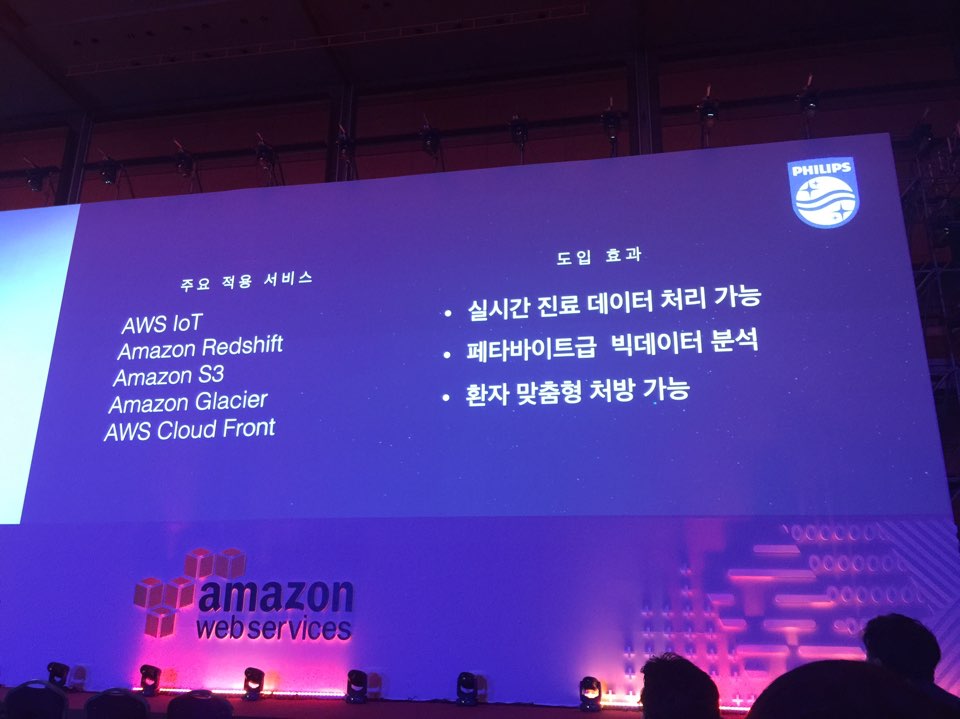 PHILIPS
주요 적용 서비스
AWS IoT
Amazon Redshift
Amazon S3
Amazon Glacier
AWS Cloud Front
도입 효과
• 실시간 진료 데이터 처리 가능
• 페타바이트급 빅데이터 분석
• 환자 맞춤형 처방 가능
amazon
webservices